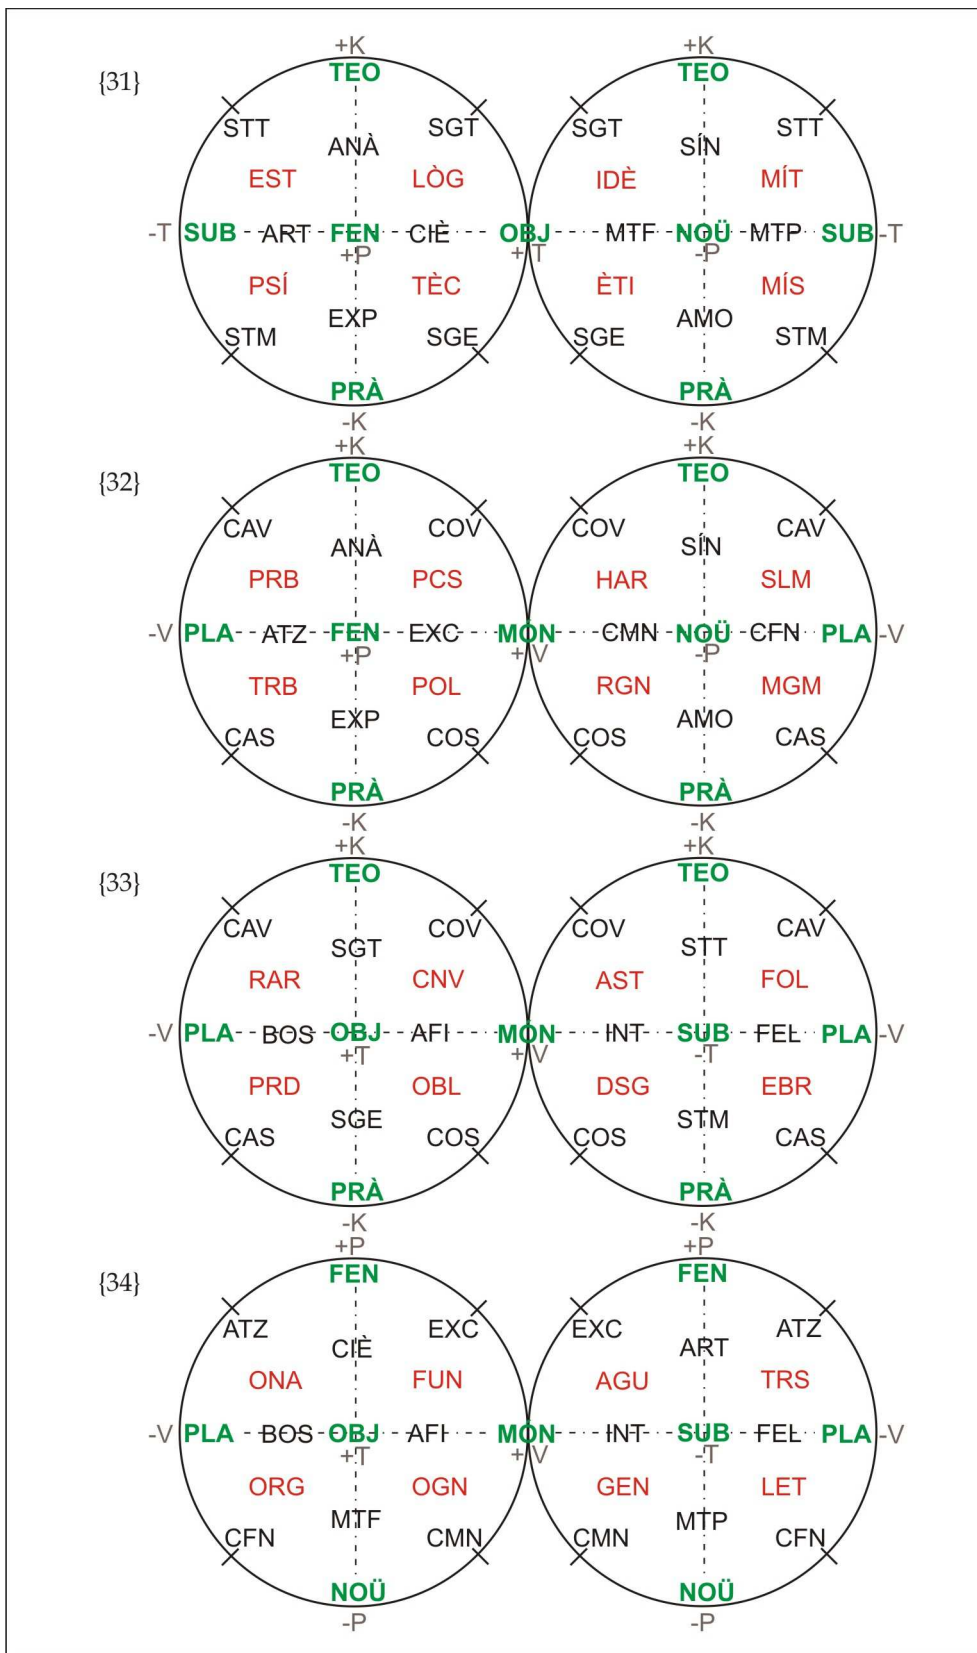 +K +K
{31} TEO TEO
STT SGT SGT STT
ANÀ SÍN
EST LÒG IDÈ MÍT
-T SUB ART FEN CIÈ OBJ MTF NOÜ MTP SUB -T
+P +T -P
PSÍ TÈC ÈTI MÍS
EXP AMO
STM SGE SGE STM
PRÀ PRÀ
-K -K
+K +K
{32} TEO TEO
CAV COV COV CAV
ANÀ SÍN
PRB PCS HAR SLM
-V PLA ATZ FEN EXC MÓN CMN NOÜ CFN PLA -V
+P +V -P
TRB POL RGN MGM
EXP AMO
CAS COS COS CAS
PRÀ PRÀ
-K -K
+K +K
{33} TEO TEO
CAV COV COV CAV
SGT STT
RAR CNV AST FOL
-V PLA BOS OBJ AFI MÓN INT SUB FEL PLA -V
+T +V -T
PRD OBL DSG EBR
SGE STM
CAS COS COS CAS
PRÀ PRÀ
-K -K
+P +P
{34} FEN FEN
ATZ EXC EXC ATZ
CIÈ ART
ONA FUN AGU TRS
-V PLA BOS OBJ AFI MÓN INT SUB FEL PLA -V
+T +V -T
ORG OGN GEN LET
MTF MTP
CFN CMN CMN CFN
NOÜ NOÜ
-P -P